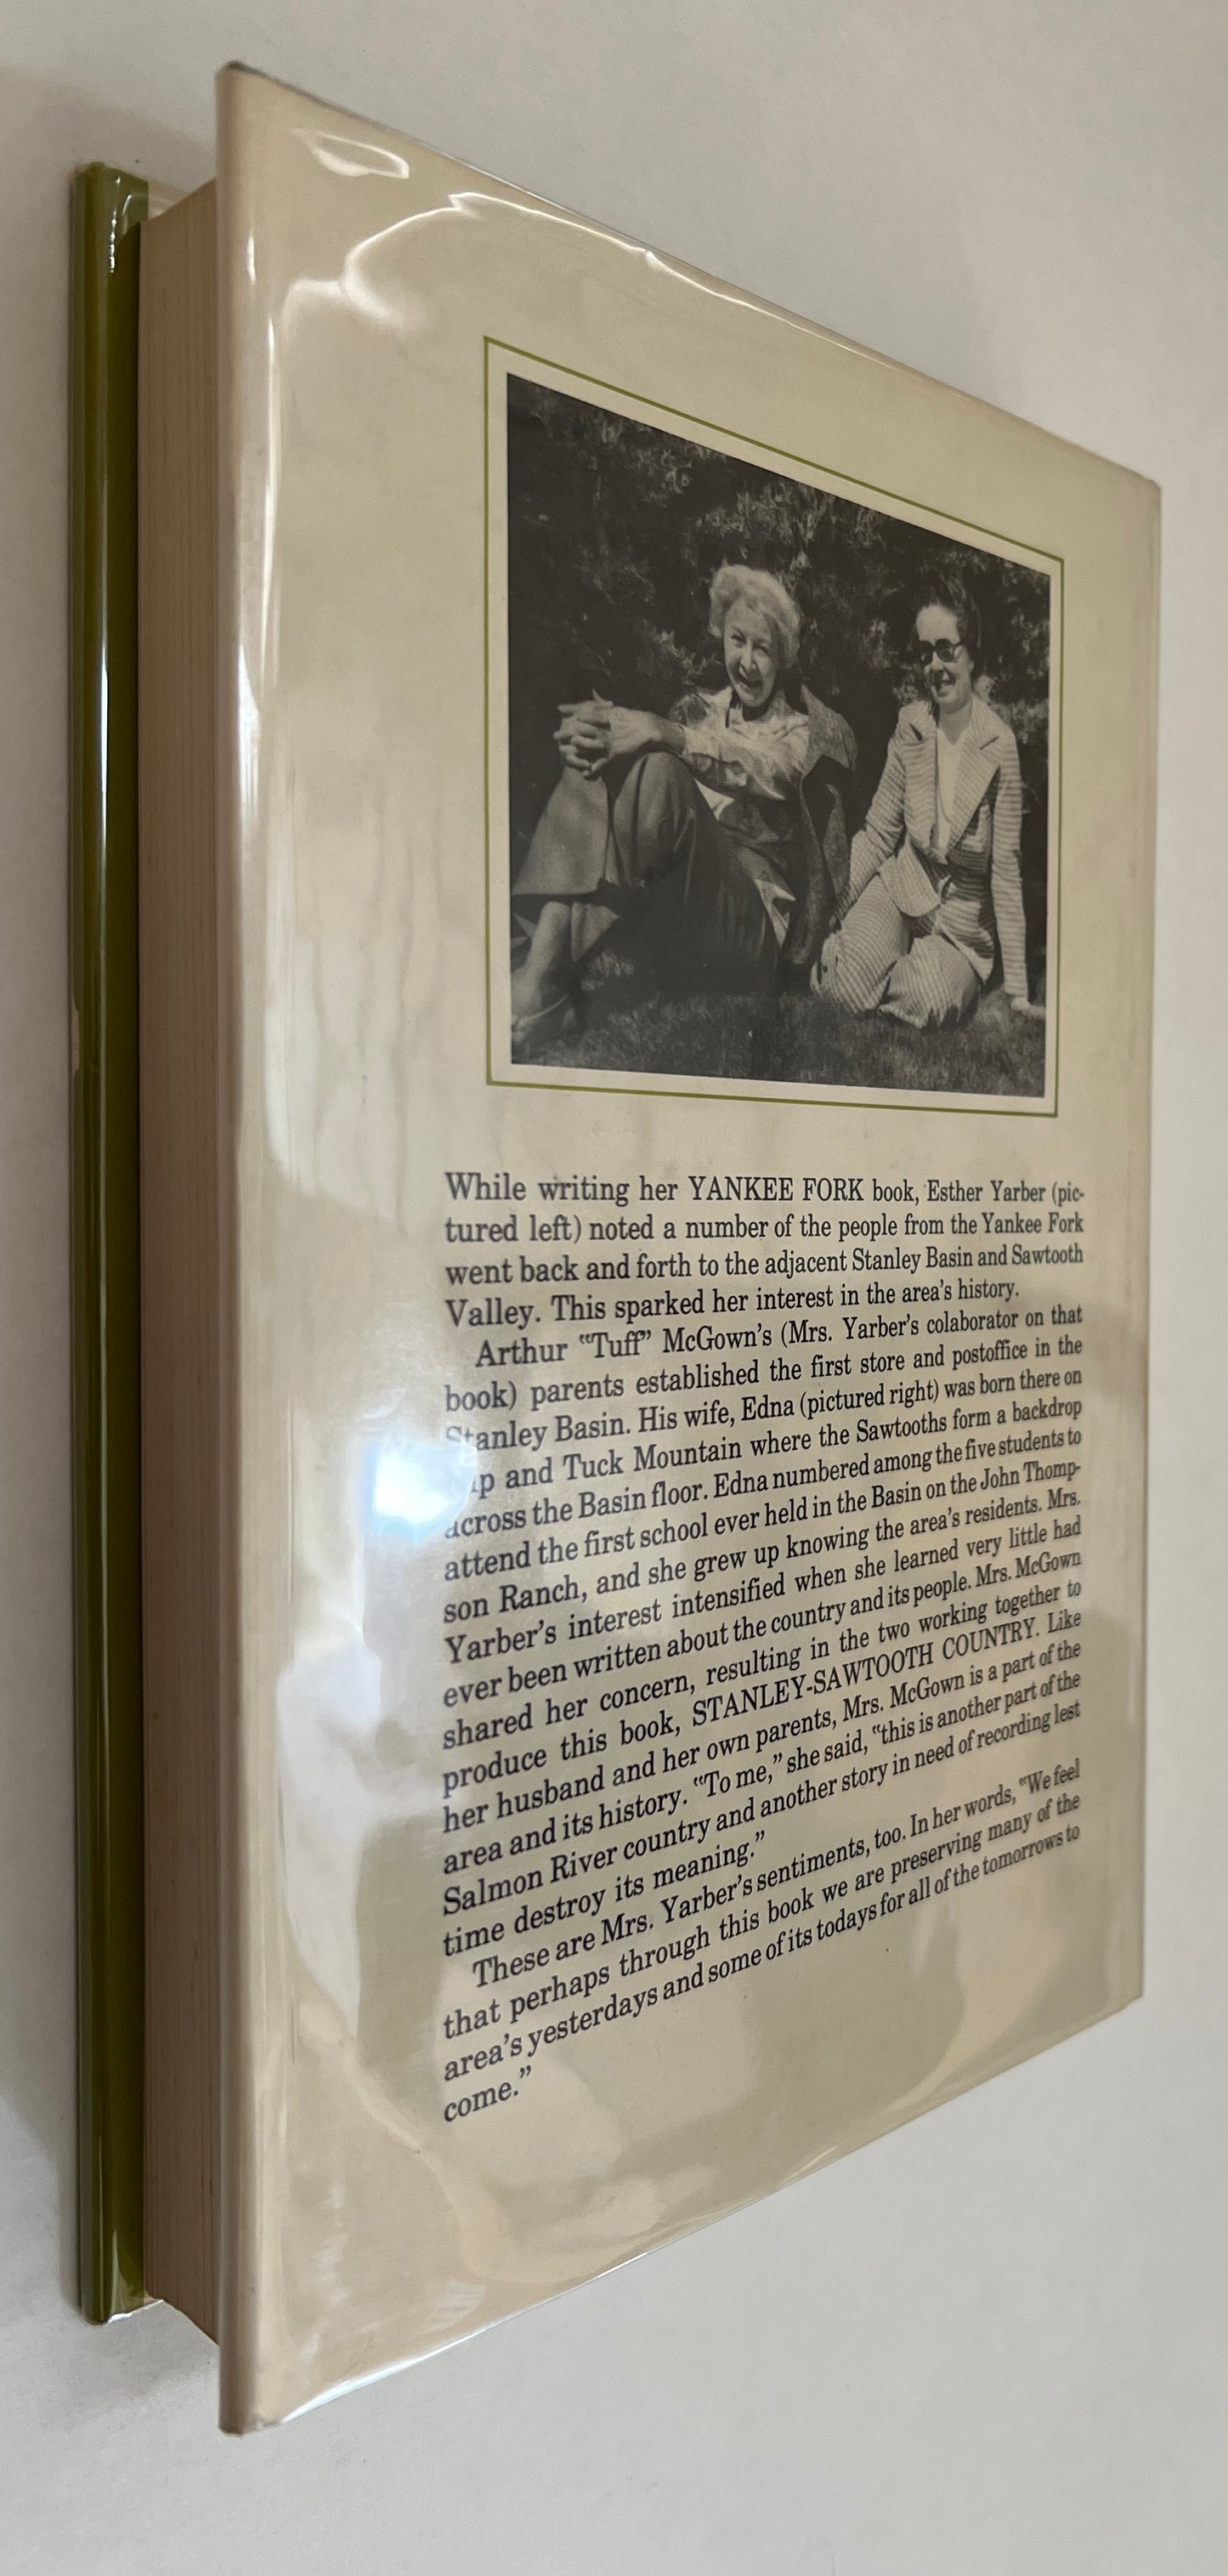 While writing her YANKEE FORK book, Esther Yarber (pic-
tured left) noted a number of the people from the Yankee Fork
went back and forth to the adjacent Stanley Basin and Sawtooth
Valley. This sparked her interest in the area's history.
Arthur "Tuff" McGown's (Mrs. Yarber's colaborator on that
book) parents established the first store and postoffice in the
Stanley Basin. His wife, Edna (pictured right) was born there on
and Tuck Mountain where the Sawtooths form a backdrop
across the Basin floor. Edna numbered among the five students to
attend the first school ever held in the Basin on the John Thomp-
son Ranch, and she grew up knowing the area's residents. Mrs.
Yarber's interest intensified when she learned very little had
ever been written about the country and its people. Mrs. McGown
shared her concern, resulting in the two working together to
produce this book, STANLEY-SAWTOOTH COUNTRY. Like
her husband and her own parents, Mrs. McGown is a part of the
area and its history. "To me," she said, "this is another part of the
Salmon River country and another story in need of recording lest
time destroy its meaning."
These are Mrs. Yarber's sentiments, too. In her words, "We feel
that perhaps through this book we are preserving many of the
area's yesterdays and some of its todays for all of the tomorrows to
come."